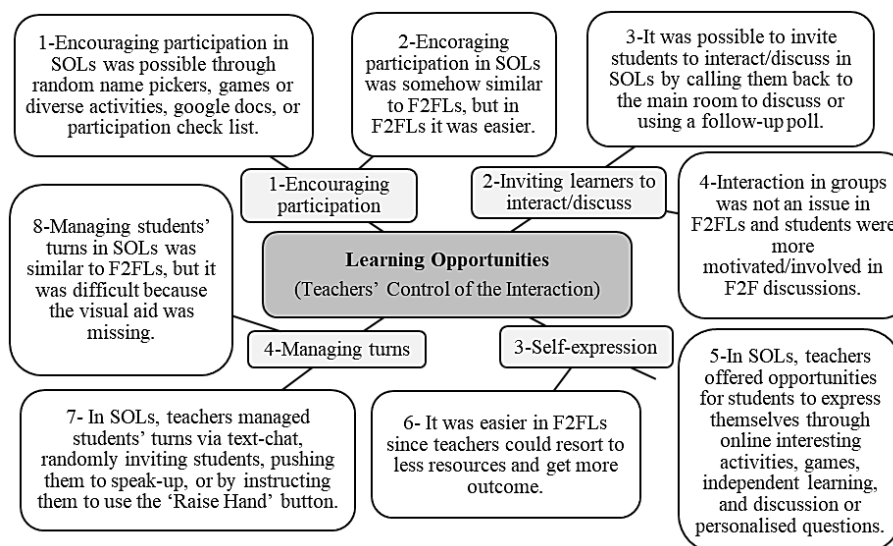 1-Encouraging participation in
SOLs was possible through
random name pickers, games or
diverse activities, google docs, or
participation check list.
2-Encoraging
participation in SOLs
was somehow similar
to F2FLs, but in
F2FLs it was easier.
3-It was possible to invite
students to interact/discuss in
SOLs by calling them back to
the main room to discuss or
using a follow-up poll.
1-Encouraging
participation
2-Inviting learners to
interact/discuss
4-Interaction in groups
was not an issue in
F2FLs and students were
more
motivated/involved in
F2F discussions.
8-Managing students’
turns in SOLs was
similar to F2FLs, but it
was difficult because
the visual aid was
missing.
Learning Opportunities
(Teachers’ Control of the Interaction)
4-Managing turns
3-Self-expression
5-In SOLs, teachers
offered opportunities
for students to express
themselves through
online interesting
activities, games,
independent learning,
and discussion or
personalised questions.
6- It was easier in F2FLs
since teachers could resort to
less resources and get more
outcome.
7- In SOLs, teachers managed
students’ turns via text-chat,
randomly inviting students, pushing
them to speak-up, or by instructing
them to use the ‘Raise Hand’ button.